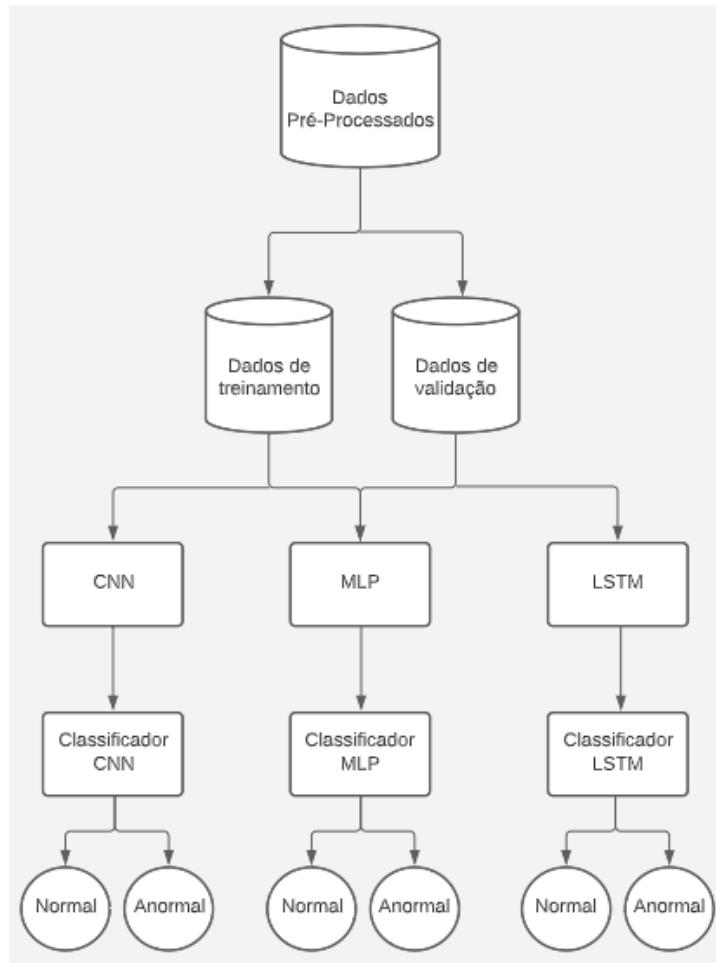 Dados
Pré-Processados
Dados de
treinamento
Dados de
validação
CNN
MLP
LSTM
Classificador
CNN
Classificador
MLP
Classificador
LSTM
Normal
Anormal
Normal
Anormal
Normal
Anormal